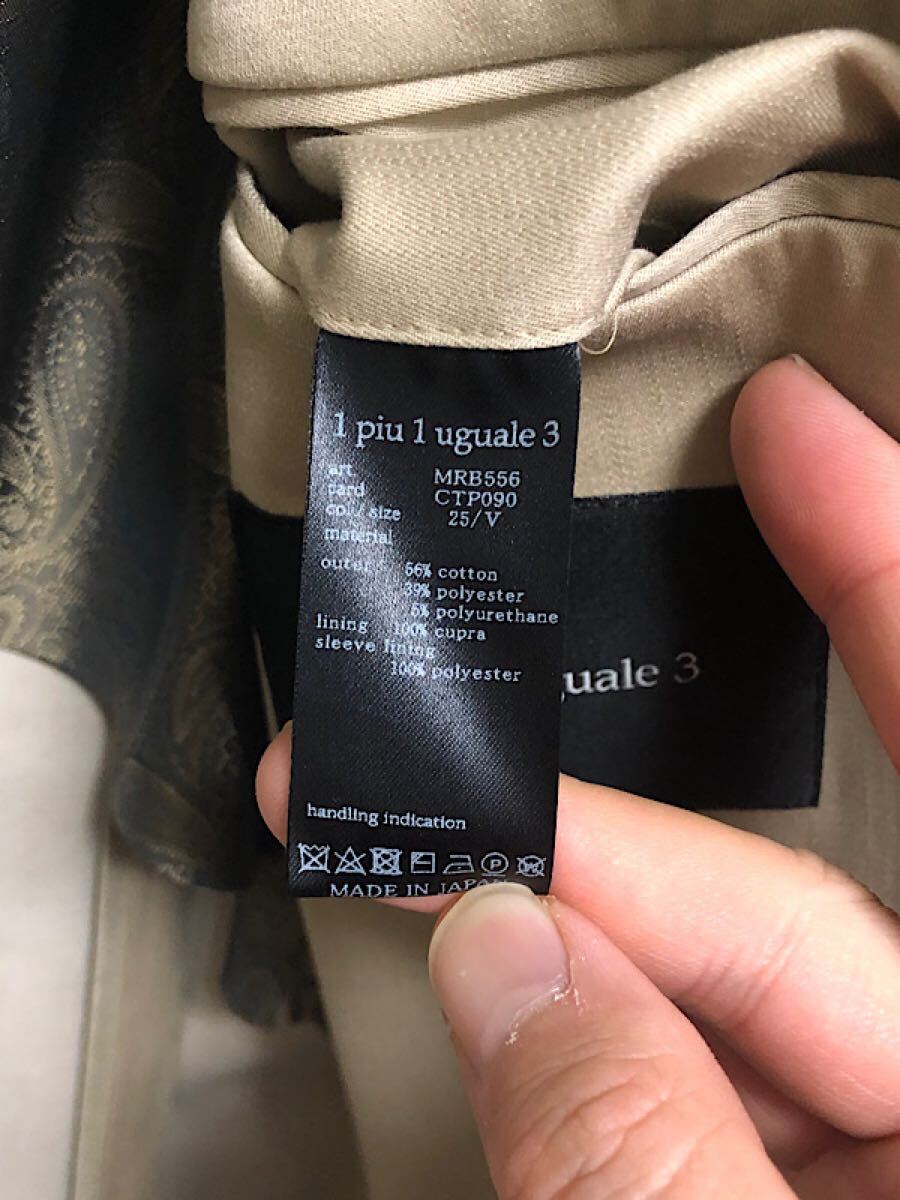 1 piu 1 uguale 3
art. MRB556
card CTP090
col/size 25/V
material
outer 56% cotton
39% polyester
5% polyurethane
lining 100% cupra
sleeve lining
100% polyester
uguale 3
handling indication
P W
MADE IN JAPAN